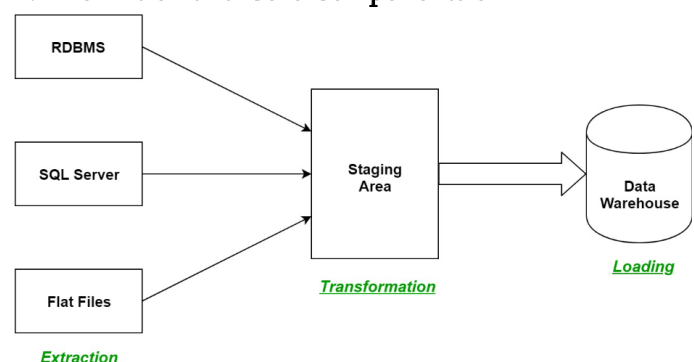 RDBMS
SQL Server
Staging
Area
Data
Warehouse
Loading
Transformation
Flat Files
Extraction